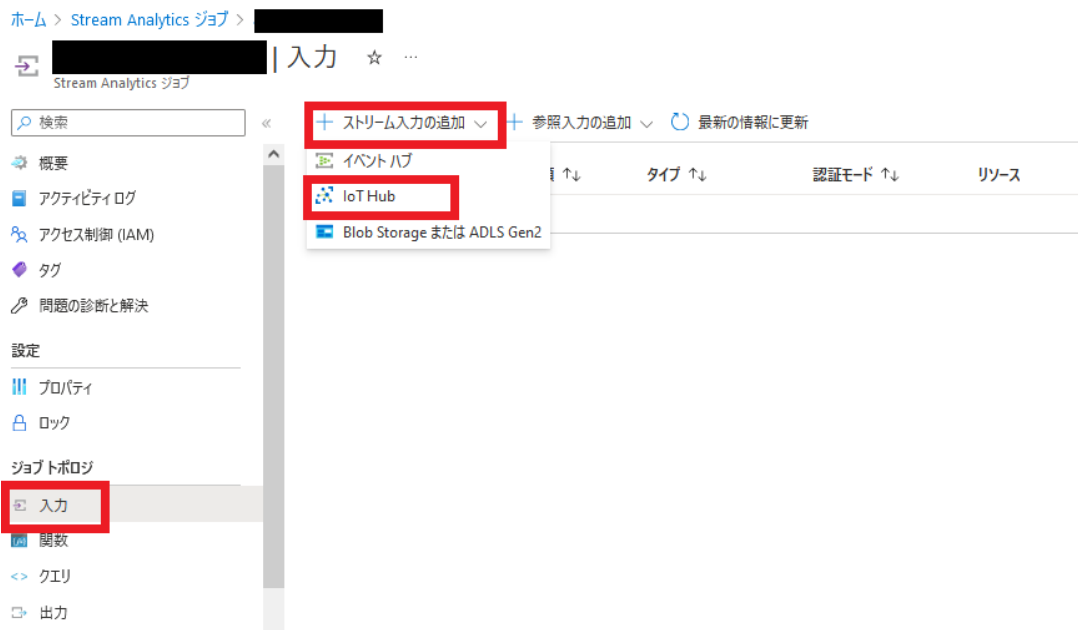 ホーム > Stream Analytics ジョブ >
| 入力 ☆ …
Stream Analytics ジョブ
検索 «
概要
アクティビティ ログ
アクセス制御 (IAM)
タグ
問題の診断と解決
設定
プロパティ
ロック
ジョブ トポロジ
入力
関数
クエリ
出力
+ ストリーム入力の追加 + 参照入力の追加 最新の情報に更新
イベント ハブ
IoT Hub
Blob Storage または ADLS Gen2
↑↓ タイプ ↑↓ 認証モード ↑↓ リソース